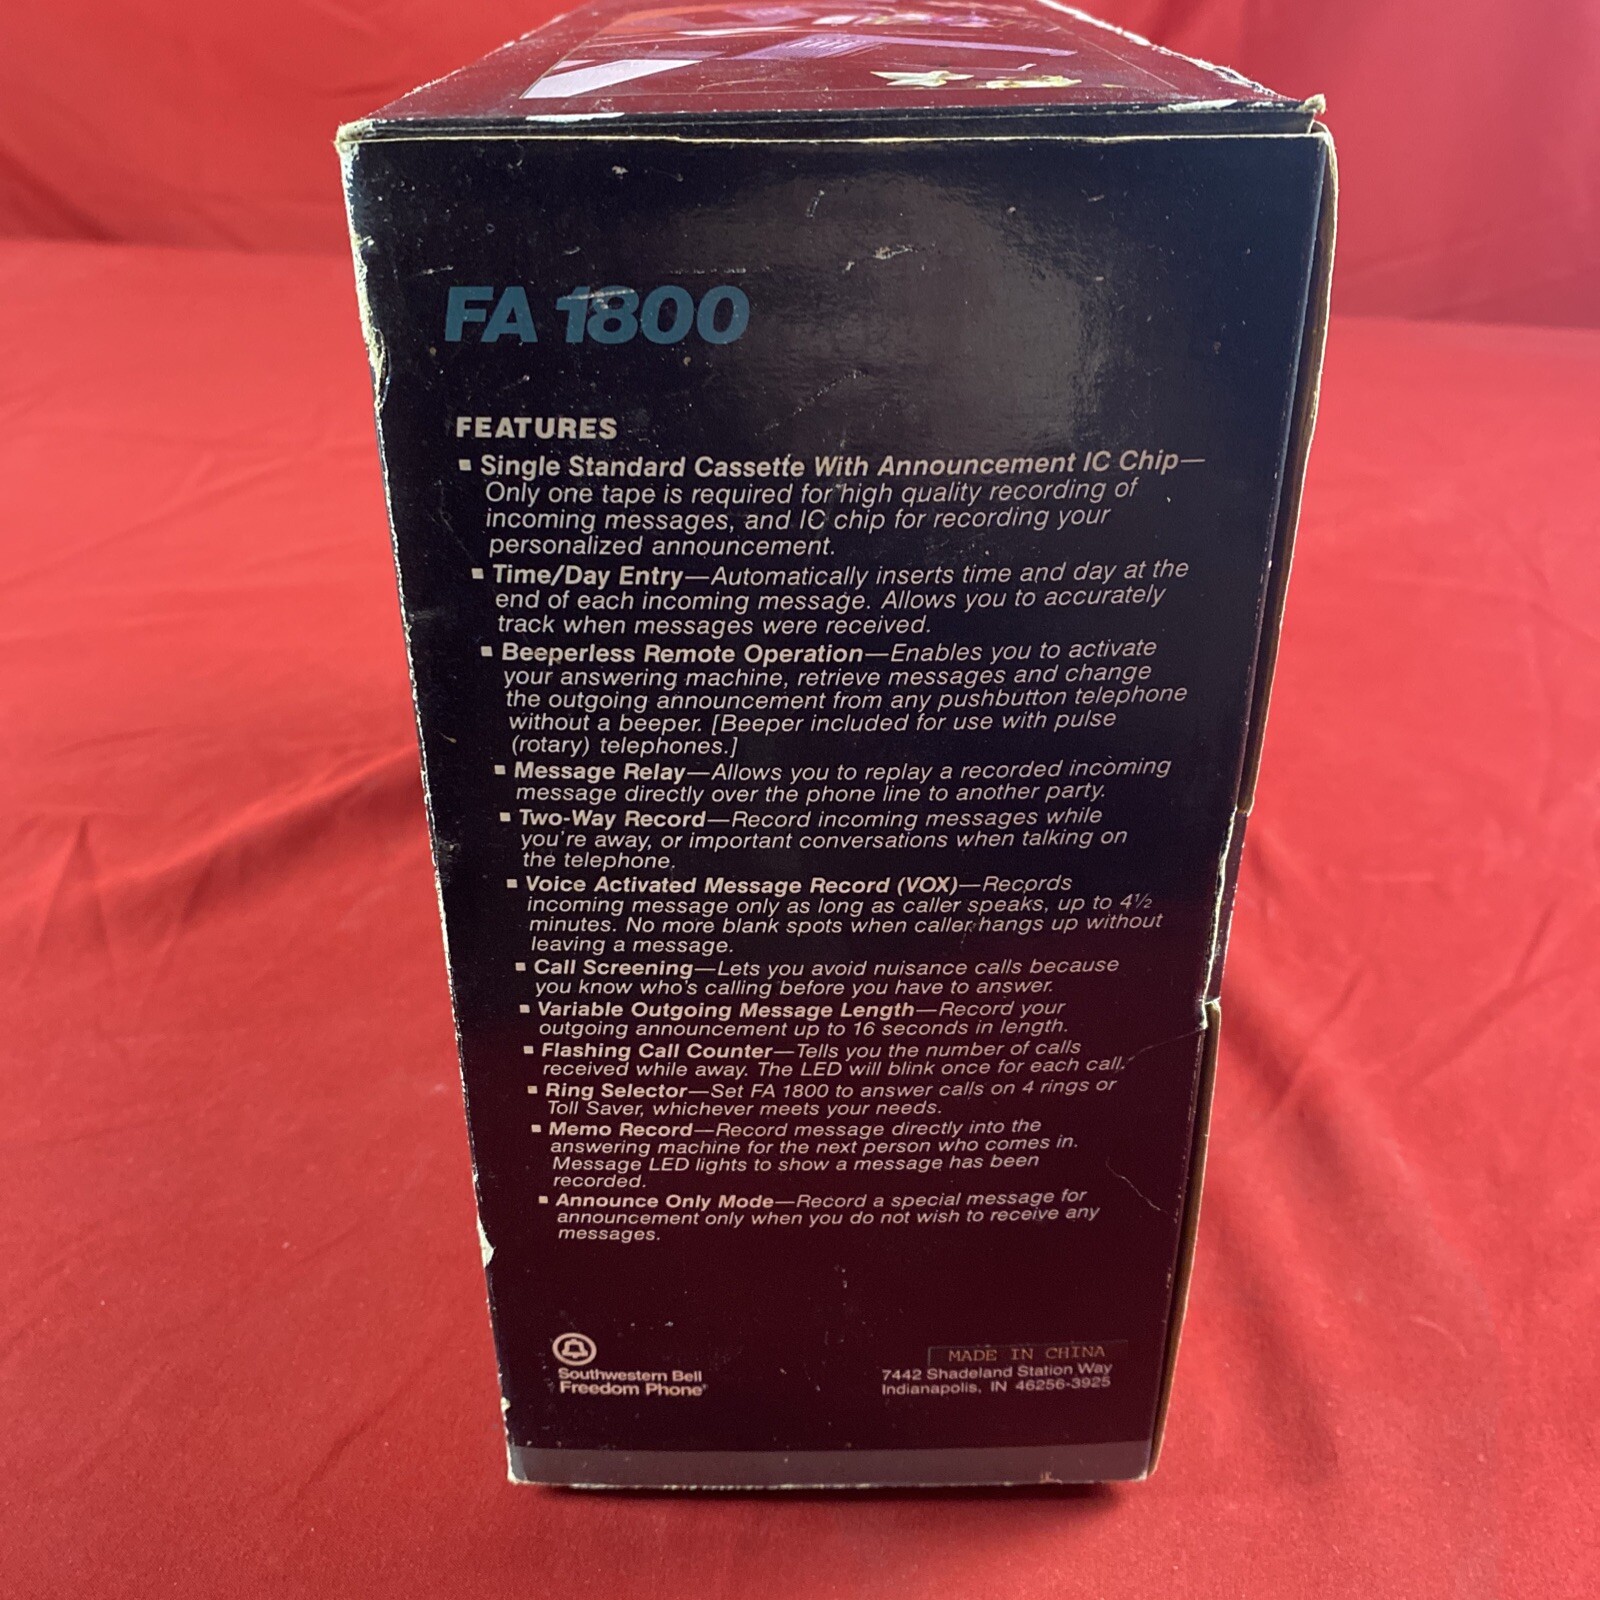 FA 1800
FEATURES
▪ Single Standard Cassette With Announcement IC Chip—
Only one tape is required for high quality recording of
incoming messages, and IC chip for recording your
personalized announcement.
▪ Time/Day Entry—Automatically inserts time and day at the
end of each incoming message. Allows you to accurately
track when messages were received.
▪ Beeperless Remote Operation—Enables you to activate
your answering machine, retrieve messages and change
the outgoing announcement from any pushbutton telephone
without a beeper. [Beeper included for use with pulse
(rotary) telephones.]
▪ Message Relay—Allows you to replay a recorded incoming
message directly over the phone line to another party.
▪ Two-Way Record—Record incoming messages while
you're away, or important conversations when talking on
the telephone.
▪ Voice Activated Message Record (VOX)—Records
incoming message only as long as caller speaks, up to 4½
minutes. No more blank spots when caller hangs up without
leaving a message.
▪ Call Screening—Lets you avoid nuisance calls because
you know who's calling before you have to answer.
▪ Variable Outgoing Message Length—Record your
outgoing announcement up to 16 seconds in length.
▪ Flashing Call Counter—Tells you the number of calls
received while away. The LED will blink once for each call.
▪ Ring Selector—Set FA 1800 to answer calls on 4 rings or
Toll Saver, whichever meets your needs.
▪ Memo Record—Record message directly into the
answering machine for the next person who comes in.
Message LED lights to show a message has been
recorded.
▪ Announce Only Mode—Record a special message for
announcement only when you do not wish to receive any
messages.
Southwestern Bell
Freedom Phone®
MADE IN CHINA
7442 Shadeland Station Way
Indianapolis, IN 46256-3925